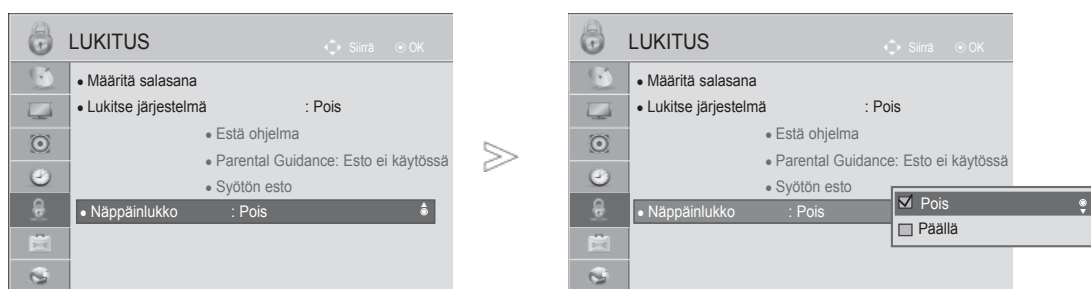 LUKITUS
Siirrä OK
• Määritä salasana
• Lukitse järjestelmä : Pois
• Estä ohjelma
• Parental Guidance: Esto ei käytössä
• Syötön esto
• Näppäinlukko : Pois
LUKITUS
Siirrä OK
• Määritä salasana
• Lukitse järjestelmä : Pois
• Estä ohjelma
• Parental Guidance: Esto ei käytössä
• Syötön esto
• Näppäinlukko : Pois
Pois
Päällä